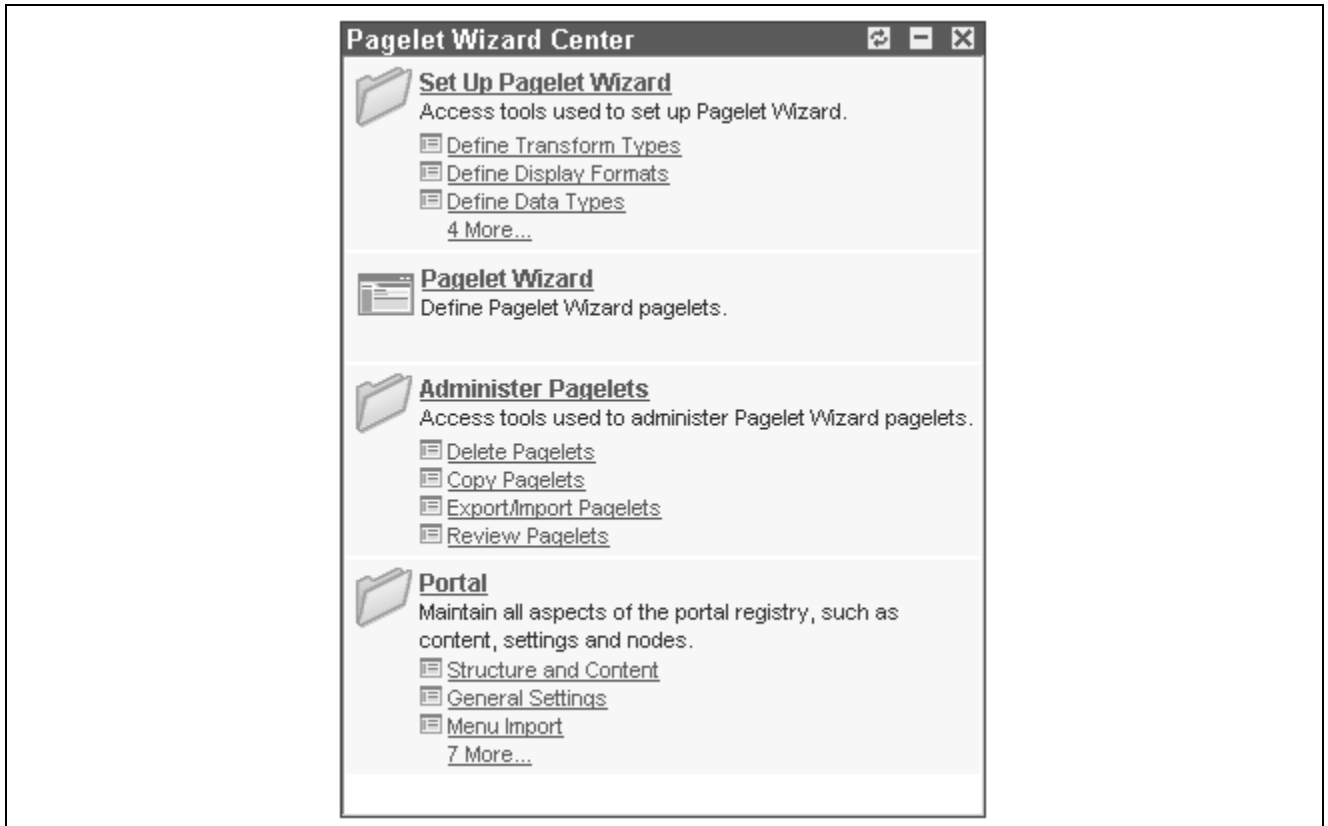 Pagelet Wizard Center
Set Up Pagelet Wizard
Access tools used to set up Pagelet Wizard.
Define Transform Types
Define Display Formats
Define Data Types
4 More...
Pagelet Wizard
Define Pagelet Wizard pagelets.
Administer Pagelets
Access tools used to administer Pagelet Wizard pagelets.
Delete Pagelets
Copy Pagelets
Export/Import Pagelets
Review Pagelets
Portal
Maintain all aspects of the portal registry, such as
content, settings and nodes.
Structure and Content
General Settings
Menu Import
7 More...